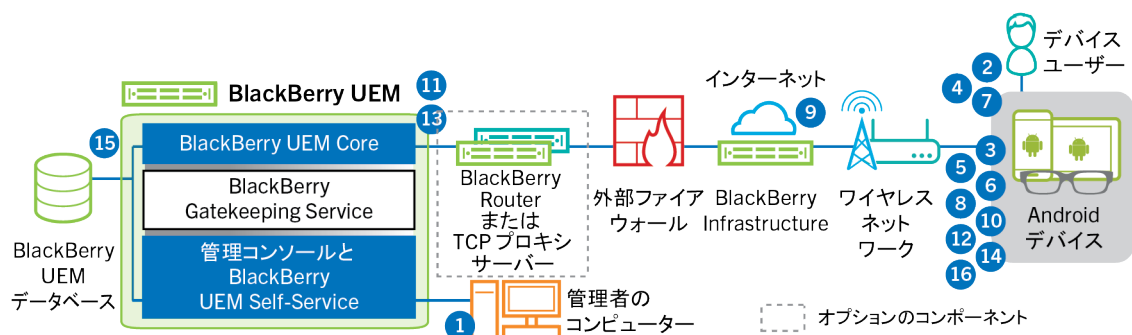 デバイス
ユーザー
2
4
7
インターネット
9
BlackBerry UEM
11
13
15
BlackBerry UEM Core
BlackBerry
Gatekeeping Service
管理コンソールと
BlackBerry
UEM Self-Service
BlackBerry
UEM
データベース
BlackBerry
Router
または
TCP プロキシ
サーバー
外部ファイア
ウォール
BlackBerry
Infrastructure
ワイヤレス
ネット
ワーク
3
5
6
8
10
12
14
16
Android
デバイス
1
管理者の
コンピューター
オプションのコンポーネント